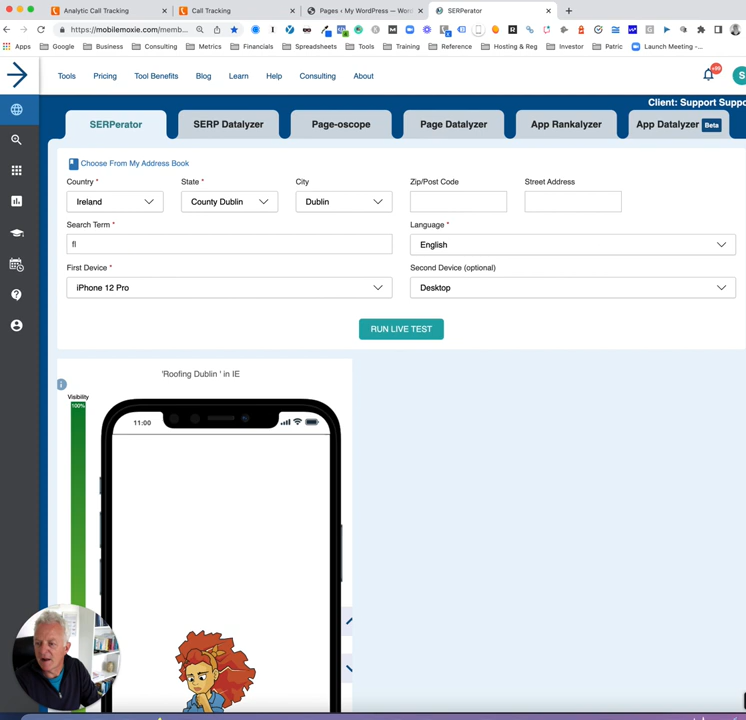 Analytic Call Tracking
Call Tracking
Pages ‹ My WordPress — Word
SERPerator
https://mobilemoxie.com/memb...
Apps
Google
Business
Consulting
Metrics
Financials
Spreadsheets
Tools
Training
Reference
Hosting & Reg
Investor
Patric
Launch Meeting -...
Tools
Pricing
Tool Benefits
Blog
Learn
Help
Consulting
About
+99
S
Client: Support Suppo
SERPerator
SERP Datalyzer
Page-oscope
Page Datalyzer
App Rankalyzer
App Datalyzer Beta
Choose From My Address Book
Country *
State *
City
Zip/Post Code
Street Address
Ireland
County Dublin
Dublin
Search Term *
Language *
fl
English
First Device *
Second Device (optional)
iPhone 12 Pro
Desktop
RUN LIVE TEST
'Roofing Dublin ' in IE
Visibility
100%
11:00